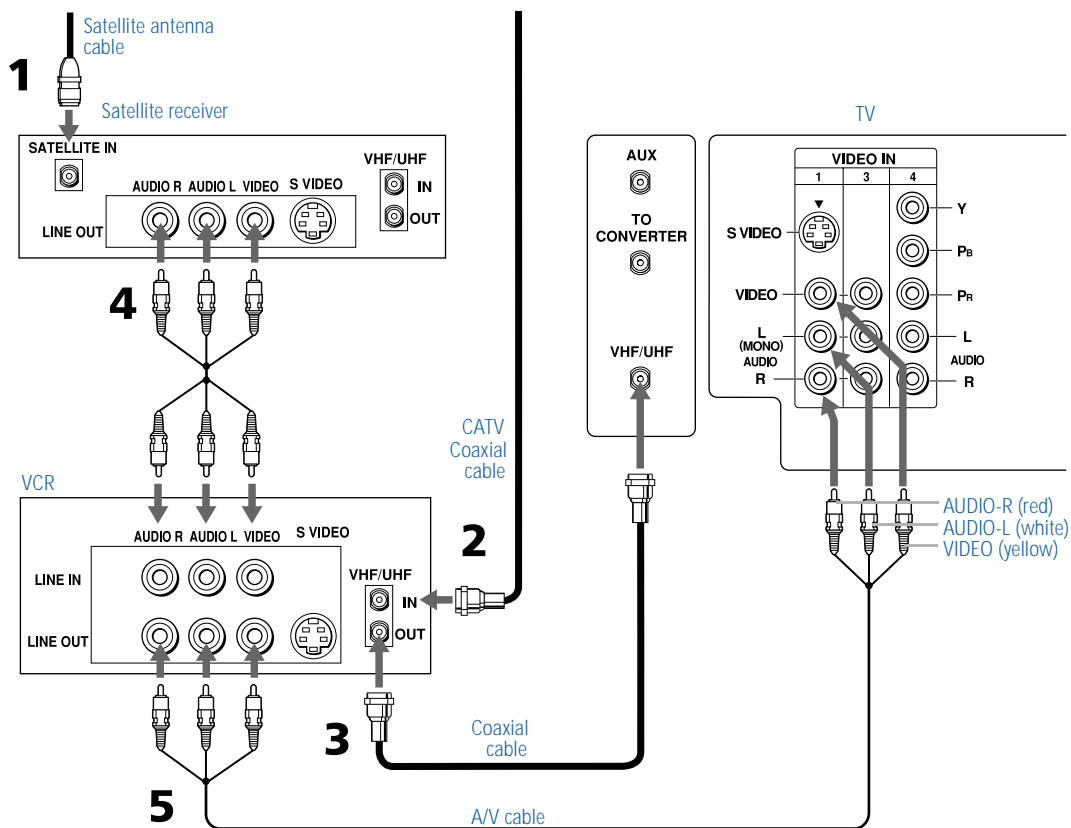 1
Satellite antenna
cable
Satellite receiver
SATELLITE IN
AUDIO R AUDIO L VIDEO S VIDEO
VHF/UHF
IN
OUT
LINE OUT
4
VCR
AUDIO R AUDIO L VIDEO S VIDEO
LINE IN
LINE OUT
VHF/UHF
IN
OUT
2
CATV
Coaxial
cable
3
Coaxial
cable
5
A/V cable
AUX
TO
CONVERTER
VHF/UHF
TV
VIDEO IN
1 3 4
S VIDEO
VIDEO
L
(MONO)
AUDIO
R
Y
PB
PR
L
AUDIO
R
AUDIO-R (red)
AUDIO-L (white)
VIDEO (yellow)